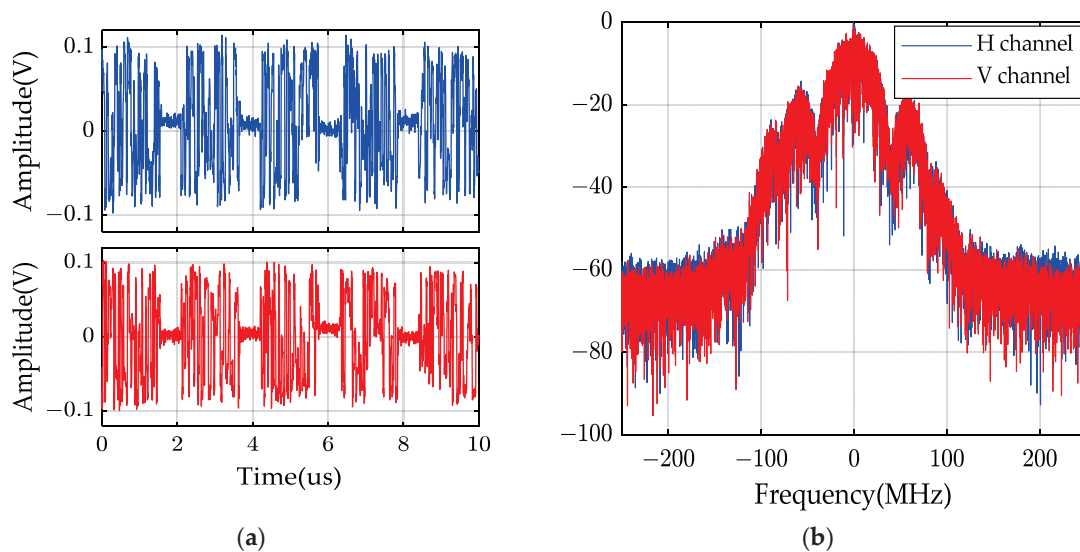 0.1
0
−0.1
Amplitude(V)
0.1
0
−0.1
Amplitude(V)
0 2 4 6 8 10
Time(us)
(a)
0
−20
−40
−60
−80
−100
H channel
V channel
−200 −100 0 100 200
Frequency(MHz)
(b)